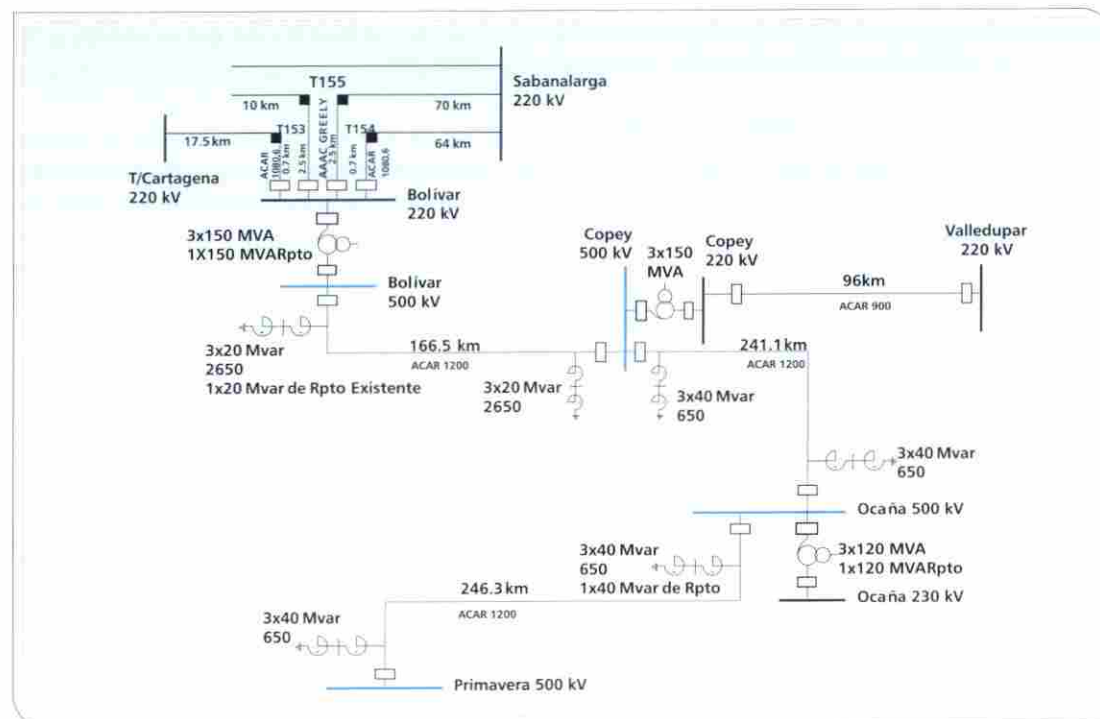 T155
Sabanalarga
220 kV
10 km
70 km
AAAC GREELY
T153
T154
17.5 km
64 km
ACAR
1080,6
0.7 km
2.5 km
2.5 km
0.7 km
ACAR
1080,6
T/Cartagena
220 kV
Bolívar
220 kV
3x150 MVA
1X150 MVARpto
Bolívar
500 kV
Copey
500 kV
3x150
MVA
Copey
220 kV
Valledupar
220 kV
96km
ACAR 900
3x20 Mvar
2650
1x20 Mvar de Rpto Existente
166.5 km
ACAR 1200
241.1km
ACAR 1200
3x20 Mvar
2650
3x40 Mvar
650
3x40 Mvar
650
Ocaña 500 kV
3x120 MVA
1x120 MVARpto
Ocaña 230 kV
3x40 Mvar
650
1x40 Mvar de Rpto
246.3 km
ACAR 1200
3x40 Mvar
650
Primavera 500 kV